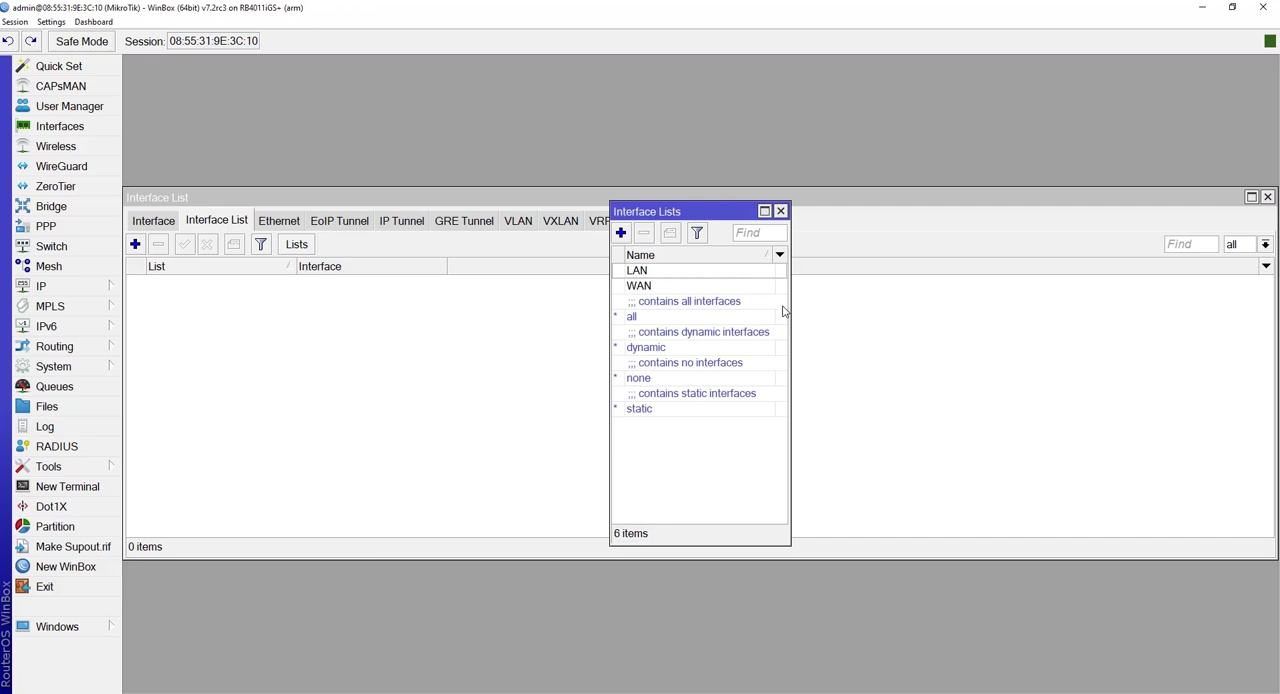 admin@08:55:31:9E:3C:10 (MikroTik) - WinBox (64bit) v7.2rc3 on RB4011iGS+ (arm)
Session Settings Dashboard
Safe Mode Session: 08:55:31:9E:3C:10
Quick Set
CAPsMAN
User Manager
Interfaces
Wireless
WireGuard
ZeroTier
Bridge
PPP
Switch
Mesh
IP
MPLS
IPv6
Routing
System
Queues
Files
Log
RADIUS
Tools
New Terminal
Dot1X
Partition
Make Supout.rif
New WinBox
Exit
Windows
RouterOS WinBox
Interface List
Interface Interface List Ethernet EoIP Tunnel IP Tunnel GRE Tunnel VLAN VXLAN VRR
Lists Find all
List Interface
0 items
Interface Lists
Find
Name
LAN
WAN
;;; contains all interfaces
* all
;;; contains dynamic interfaces
* dynamic
;;; contains no interfaces
* none
;;; contains static interfaces
* static
6 items